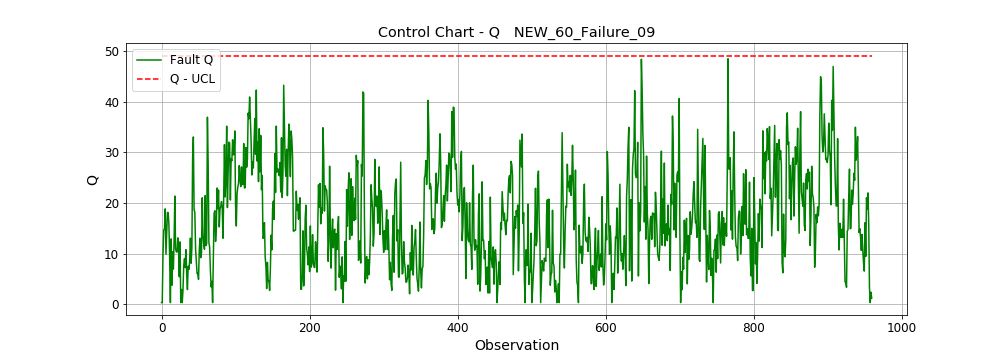 Control Chart - Q   NEW_60_Failure_09
Fault Q
Q - UCL
50
40
30
20
10
0
Q
0 200 400 600 800 1000
Observation